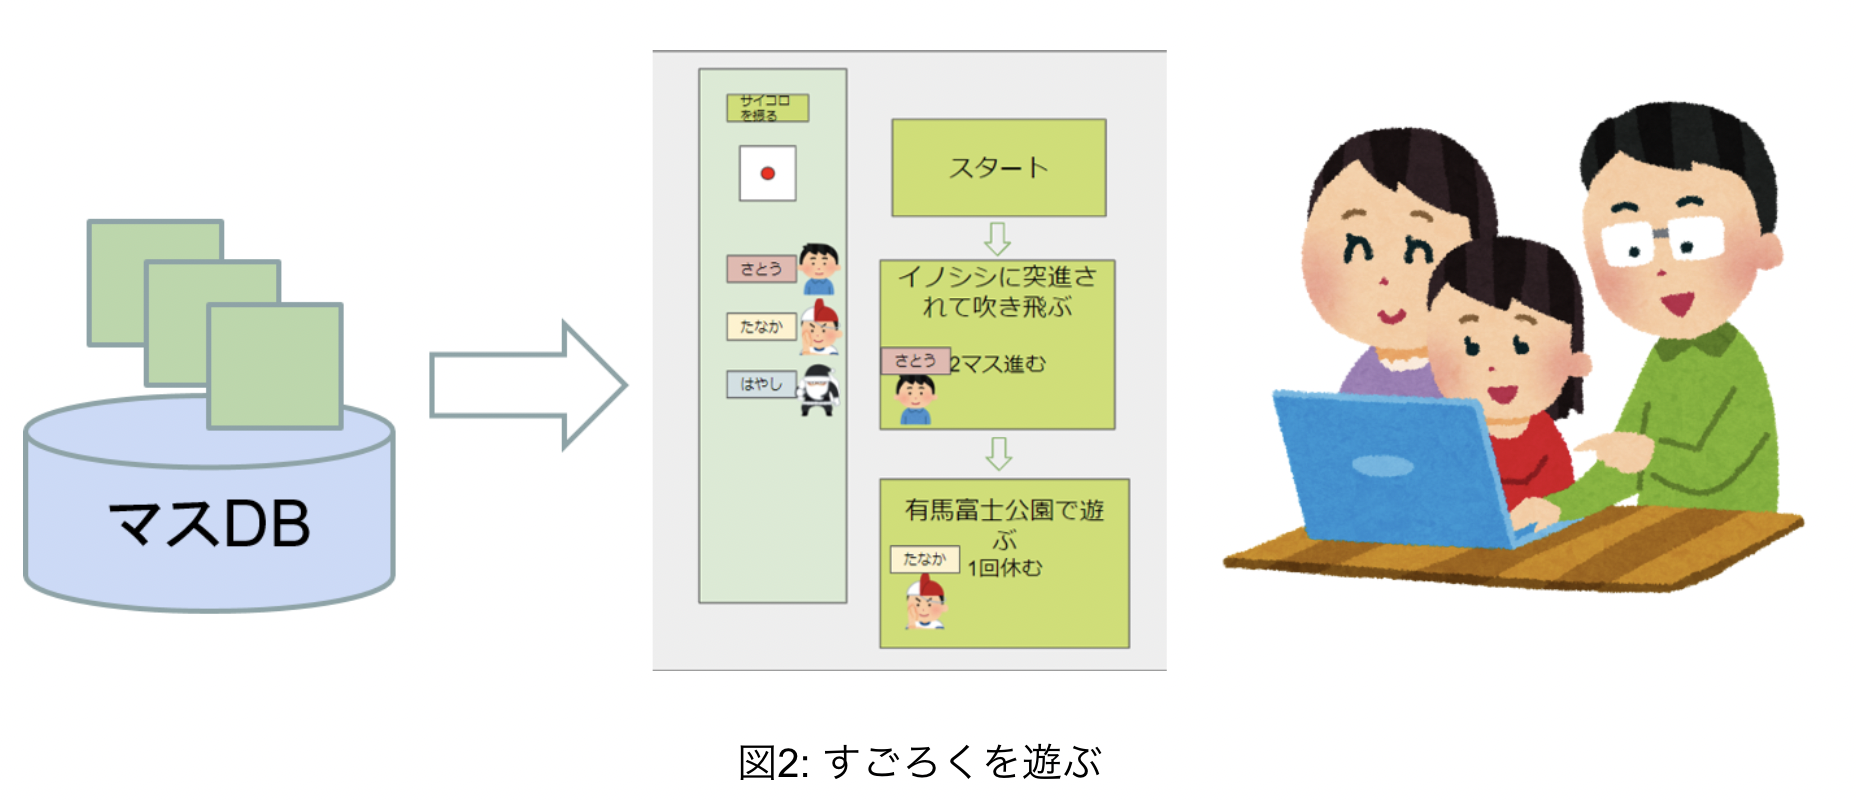 マスDB
サイコロ
を振る
さとう
たなか
はやし
スタート
イノシシに突進さ
れて吹き飛ぶ
さとう
2マス進む
有馬富士公園で遊
ぶ
たなか
1回休む
図2: すごろくを遊ぶ